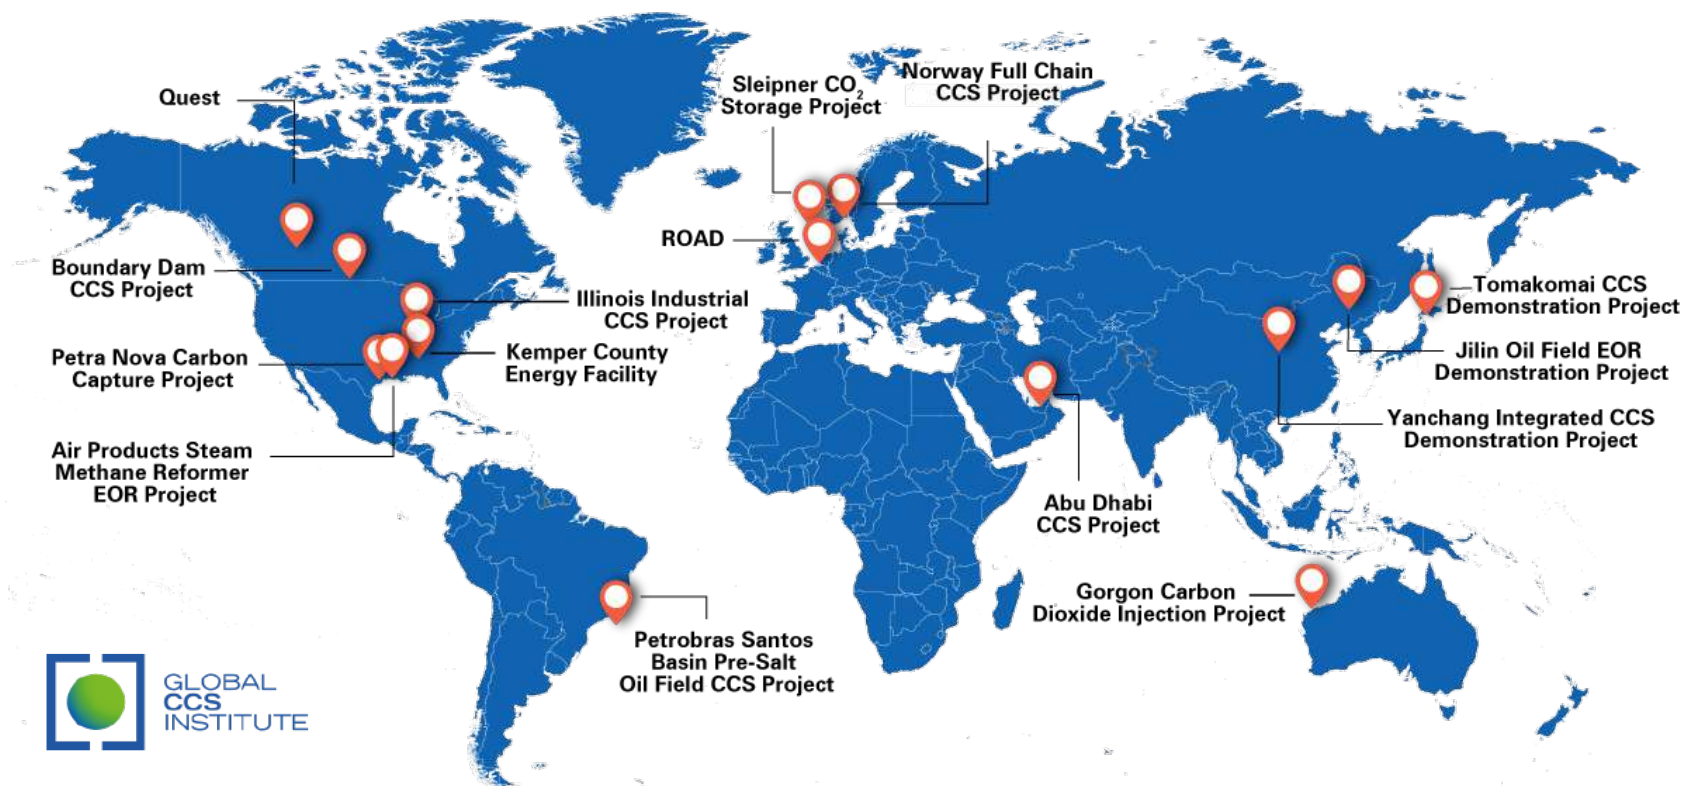 Quest
Sleipner CO₂
Storage Project
Norway Full Chain
CCS Project
ROAD
Boundary Dam
CCS Project
Illinois Industrial
CCS Project
Tomakomai CCS
Demonstration Project
Petra Nova Carbon
Capture Project
Kemper County
Energy Facility
Jilin Oil Field EOR
Demonstration Project
Yanchang Integrated CCS
Demonstration Project
Air Products Steam
Methane Reformer
EOR Project
Abu Dhabi
CCS Project
Gorgon Carbon
Dioxide Injection Project
Petrobras Santos
Basin Pre-Salt
Oil Field CCS Project
GLOBAL
CCS
INSTITUTE